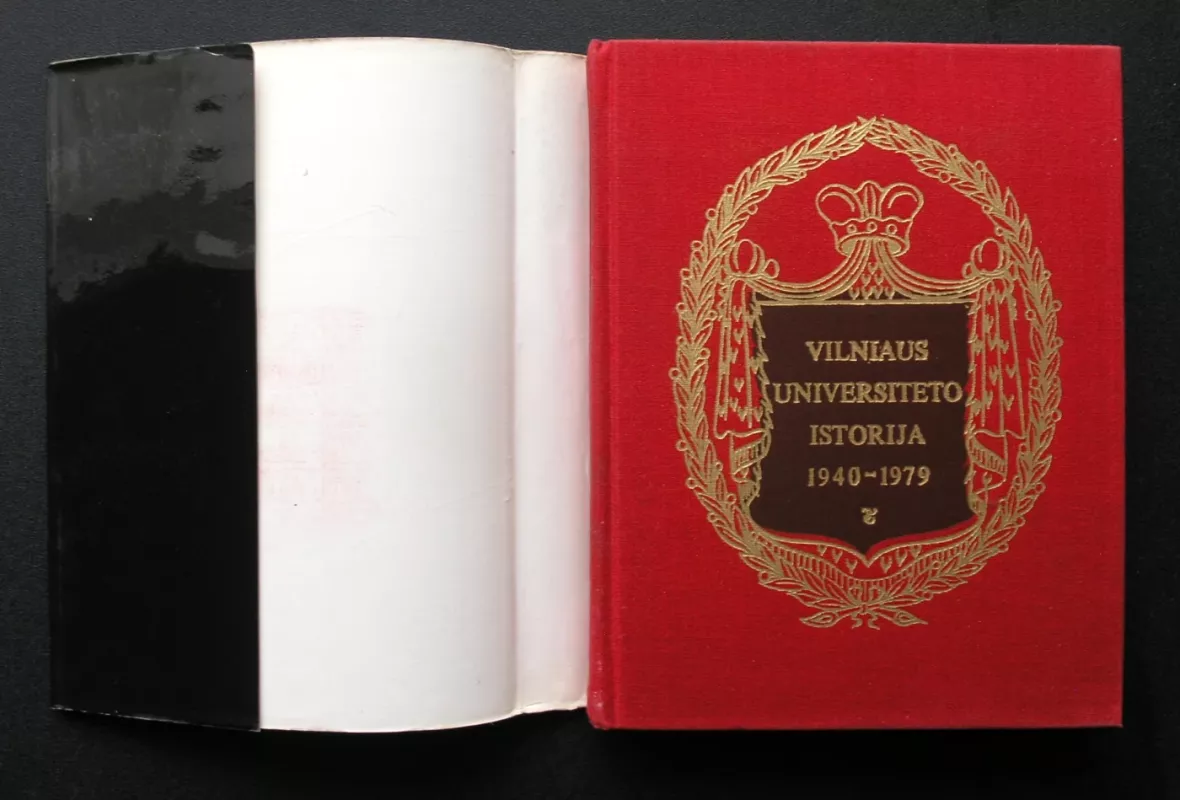 VILNIAUS
UNIVERSITETO
ISTORIJA
1940-1979